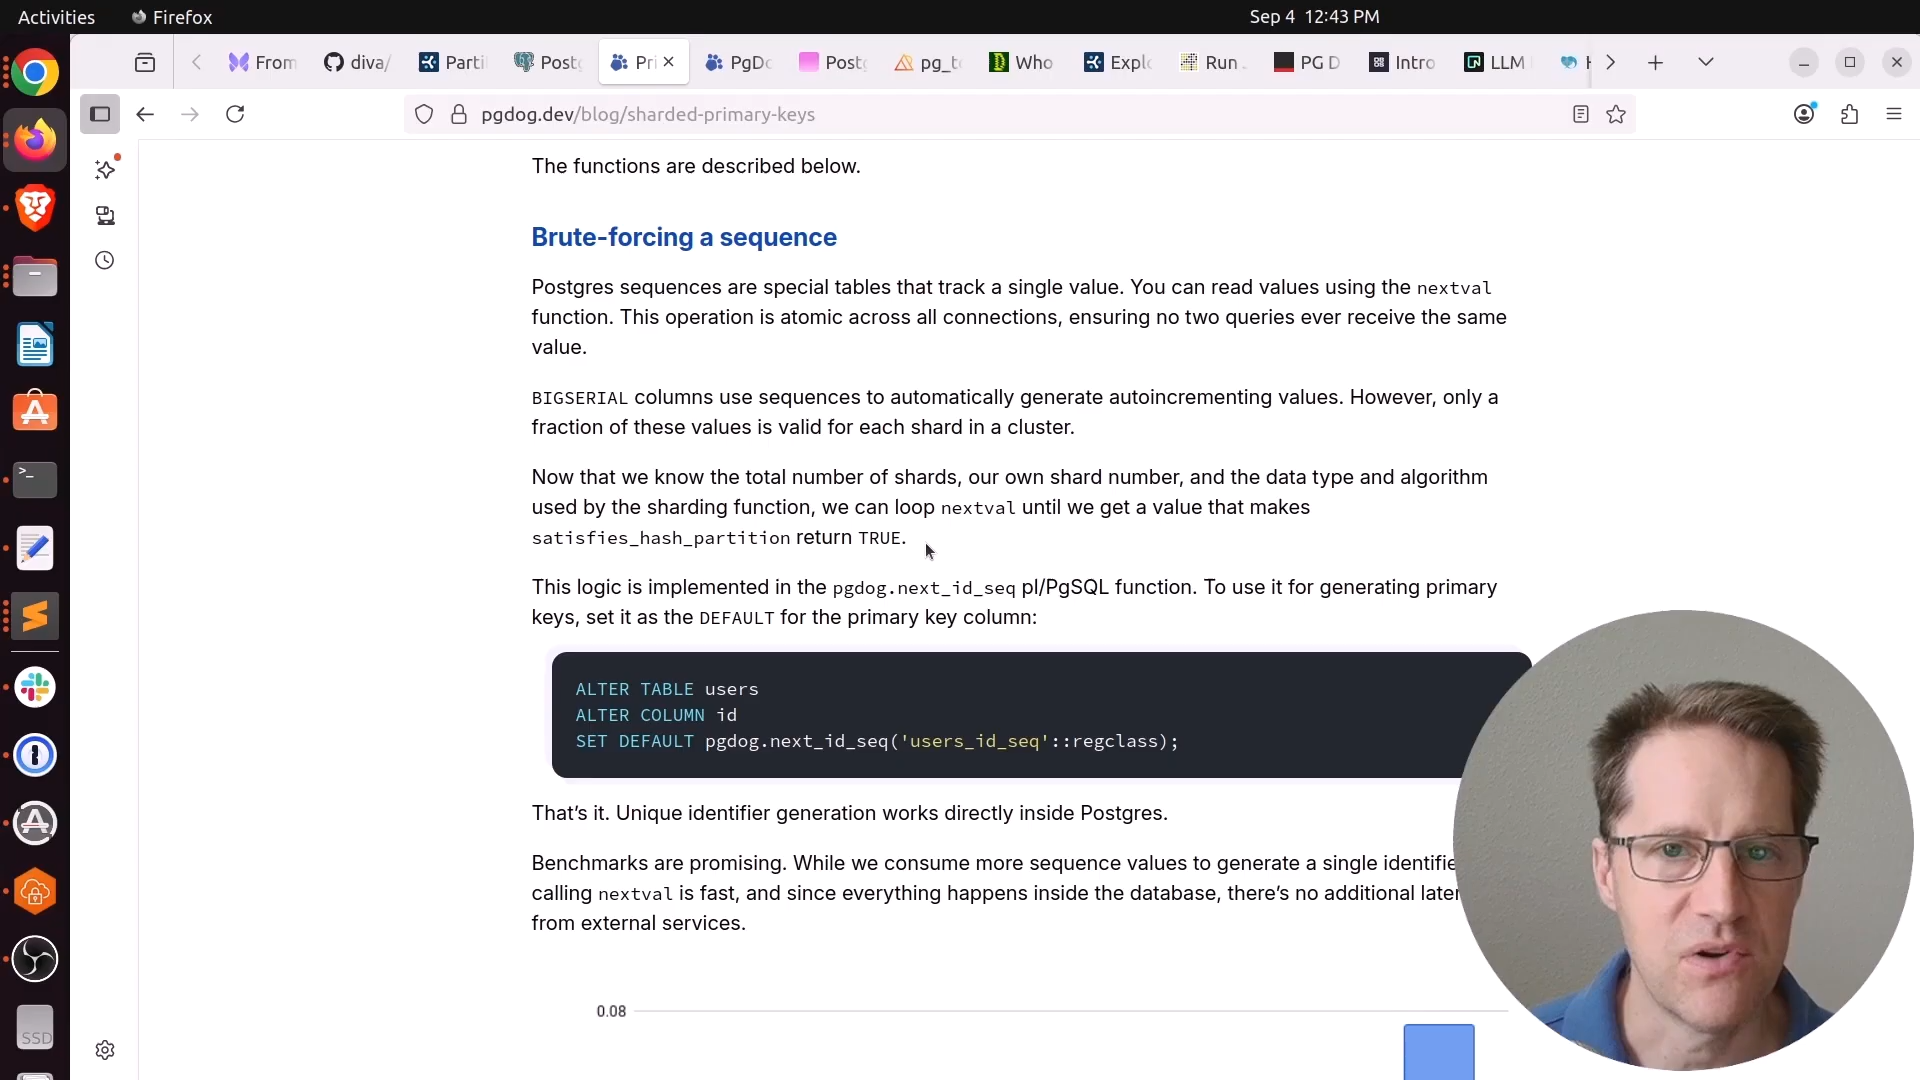 Activities
Firefox
Sep 4 12:43 PM
From
diva/
Parti
Postg
Pri
PgDo
Postg
pg_t
Who
Explo
Run
PG D
Intro
LLM
pgdog.dev/blog/sharded-primary-keys
The functions are described below.
Brute-forcing a sequence
Postgres sequences are special tables that track a single value. You can read values using the nextval
function. This operation is atomic across all connections, ensuring no two queries ever receive the same
value.
BIGSERIAL columns use sequences to automatically generate autoincrementing values. However, only a
fraction of these values is valid for each shard in a cluster.
Now that we know the total number of shards, our own shard number, and the data type and algorithm
used by the sharding function, we can loop nextval until we get a value that makes
satisfies_hash_partition return TRUE.
This logic is implemented in the pgdog.next_id_seq pl/PgSQL function. To use it for generating primary
keys, set it as the DEFAULT for the primary key column:
ALTER TABLE users
ALTER COLUMN id
SET DEFAULT pgdog.next_id_seq('users_id_seq'::regclass);
That's it. Unique identifier generation works directly inside Postgres.
Benchmarks are promising. While we consume more sequence values to generate a single identifie
calling nextval is fast, and since everything happens inside the database, there's no additional later
from external services.
0.08
SSD